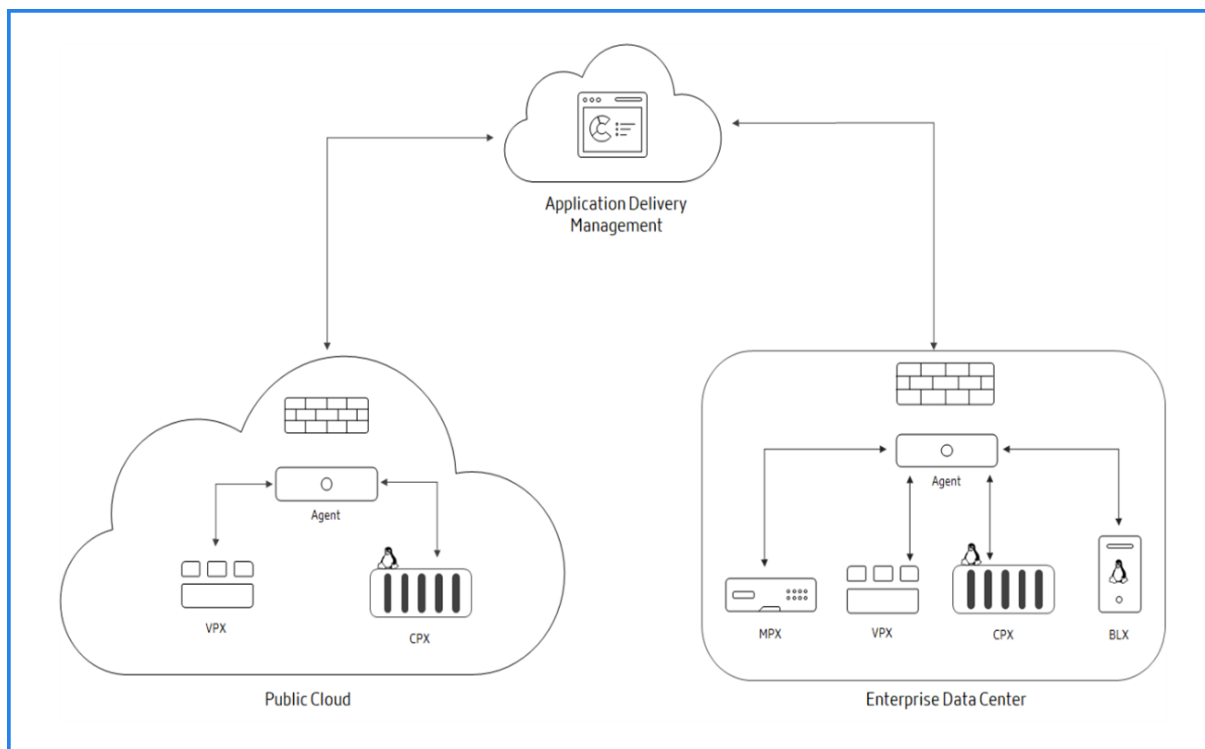 Application Delivery
Management
Agent
VPX
CPX
Public Cloud
Agent
MPX
VPX
CPX
BLX
Enterprise Data Center